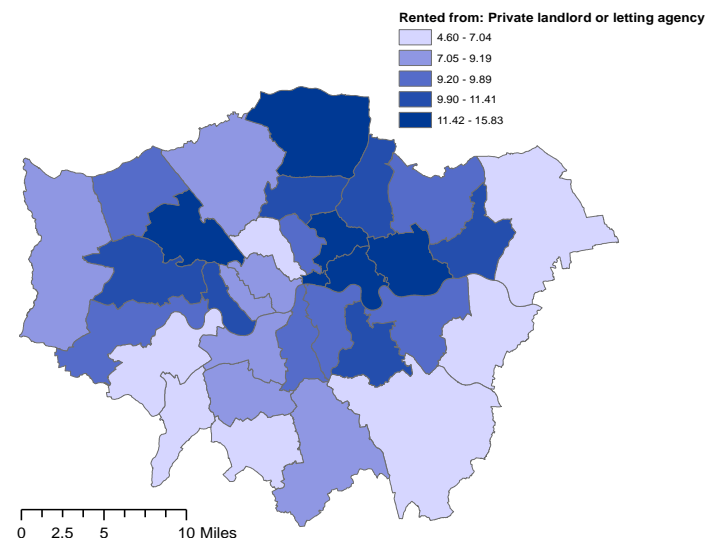 Rented from: Private landlord or letting agency
4.60 - 7.04
7.05 - 9.19
9.20 - 9.89
9.90 - 11.41
11.42 - 15.83
0 2.5 5 10 Miles